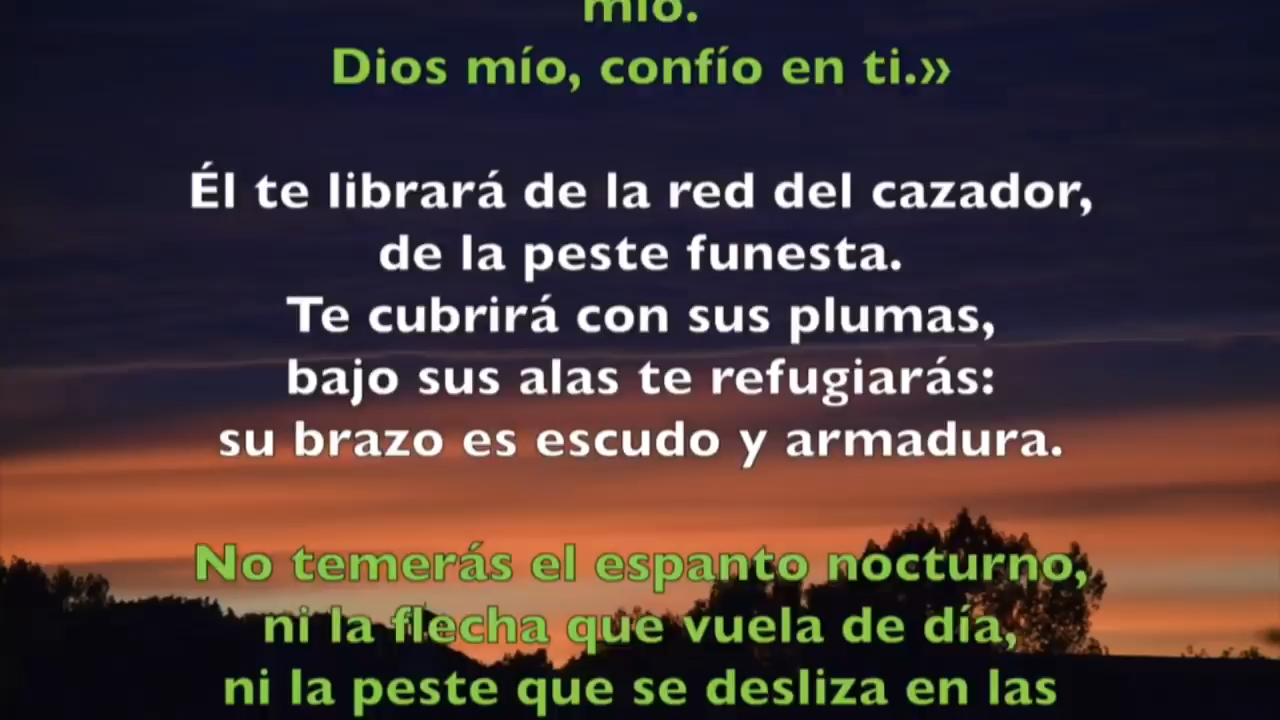 mío.
Dios mío, confío en ti.»
Él te librará de la red del cazador,
de la peste funesta.
Te cubrirá con sus plumas,
bajo sus alas te refugiarás:
su brazo es escudo y armadura.
No temerás el espanto nocturno,
ni la flecha que vuela de día,
ni la peste que se desliza en las